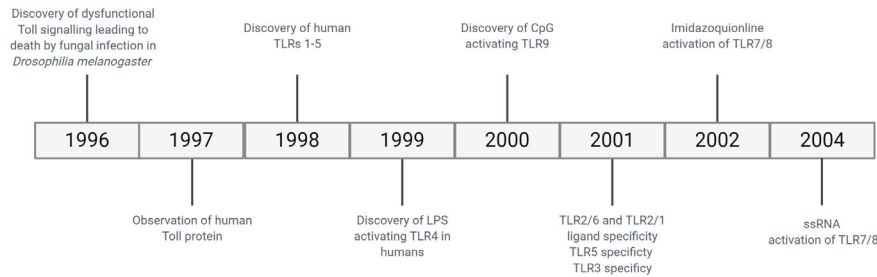 Discovery of dysfunctional
Toll signalling leading to
death by fungal infection in
Drosophilia melanogaster
Discovery of human
TLRs 1-5
Discovery of CpG
activating TLR9
Imidazoquionline
activation of TLR7/8
1996
1997
1998
1999
2000
2001
2002
2004
Observation of human
Toll protein
Discovery of LPS
activating TLR4 in
humans
TLR2/6 and TLR2/1
ligand specificity
TLR5 specificty
TLR3 specificy
ssRNA
activation of TLR7/8